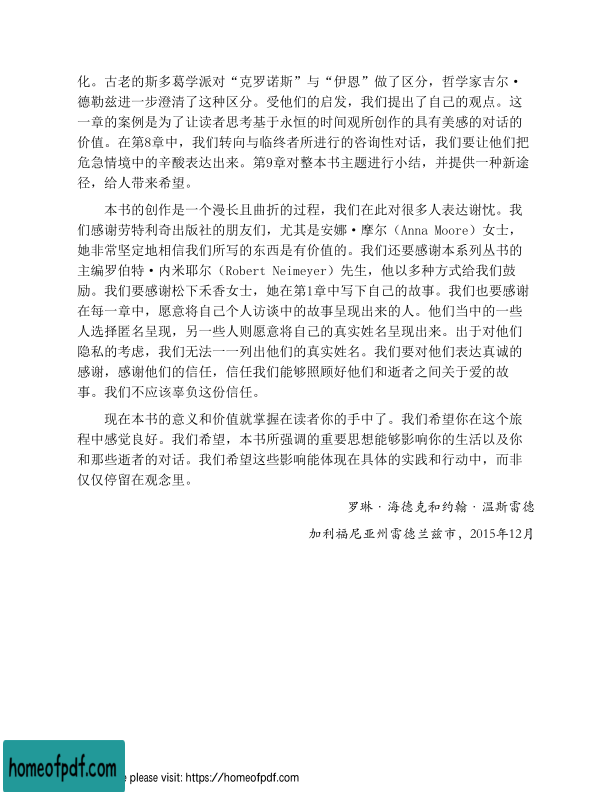 化。古老的斯多葛学派对“克罗诺斯”与“伊恩”做了区分，哲学家吉尔·
德勒兹进一步澄清了这种区分。受他们的启发，我们提出了自己的观点。这
一章的案例是为了让读者思考基于永恒的时间观所创作的具有美感的对话的
价值。在第8章中，我们转向与临终者所进行的咨询性对话，我们要让他们把
危急情境中的辛酸表达出来。第9章对整本书主题进行小结，并提供一种新途
径，给人带来希望。
本书的创作是一个漫长且曲折的过程，我们在此对很多人表达谢忱。我
们感谢劳特利奇出版社的朋友们，尤其是安娜·摩尔（Anna Moore）女士，
她非常坚定地相信我们所写的东西是有价值的。我们还要感谢本系列丛书的
主编罗伯特·内米耶尔（Robert Neimeyer）先生，他以多种方式给我们鼓
励。我们要感谢松下禾香女士，她在第1章中写下自己的故事。我们也要感谢
在每一章中，愿意将自己个人访谈中的故事呈现出来的人。他们当中的一些
人选择匿名呈现，另一些人则愿意将自己的真实姓名呈现出来。出于对他们
隐私的考虑，我们无法一一列出他们的真实姓名。我们要对他们表达真诚的
感谢，感谢他们的信任，信任我们能够照顾好他们和逝者之间关于爱的故
事。我们不应该辜负这份信任。
现在本书的意义和价值就掌握在读者你的手中了。我们希望你在这个旅
程中感觉良好。我们希望，本书所强调的重要思想能够影响你的生活以及你
和那些逝者的对话。我们希望这些影响能体现在具体的实践和行动中，而非
仅仅停留在观念里。
罗琳·海德克和约翰·温斯雷德
加利福尼亚州雷德兰兹市，2015年12月
homeofpdf.com
e please visit: https://homeofpdf.com